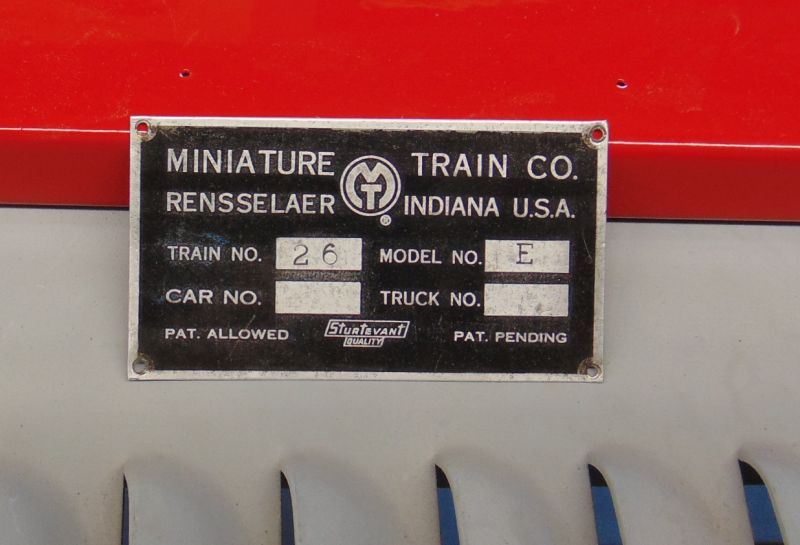 MINIATURE MT TRAIN CO.
RENSSELAER ® INDIANA U.S.A.
TRAIN NO. 26 MODEL NO. E
CAR NO. TRUCK NO.
PAT. ALLOWED STURTEVANT QUALITY PAT. PENDING